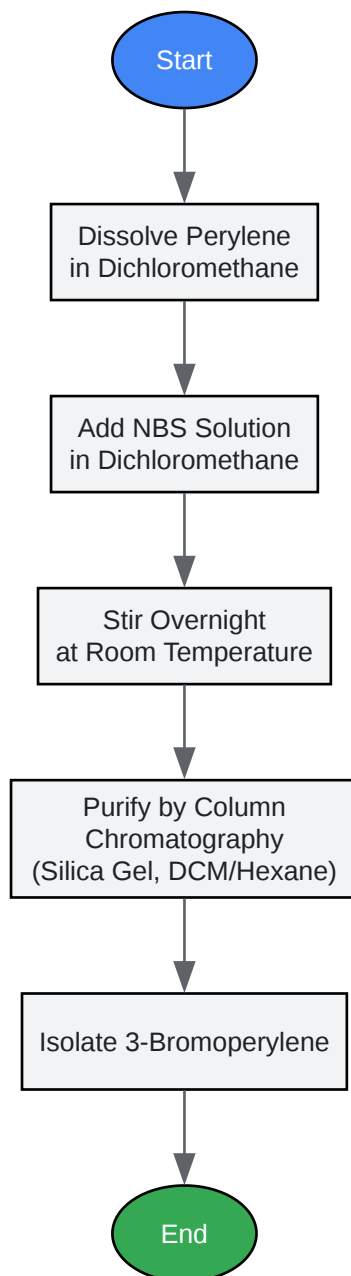 Start
Dissolve Perylene
in Dichloromethane
Add NBS Solution
in Dichloromethane
Stir Overnight
at Room Temperature
Purify by Column
Chromatography
(Silica Gel, DCM/Hexane)
Isolate 3-Bromoperylene
End